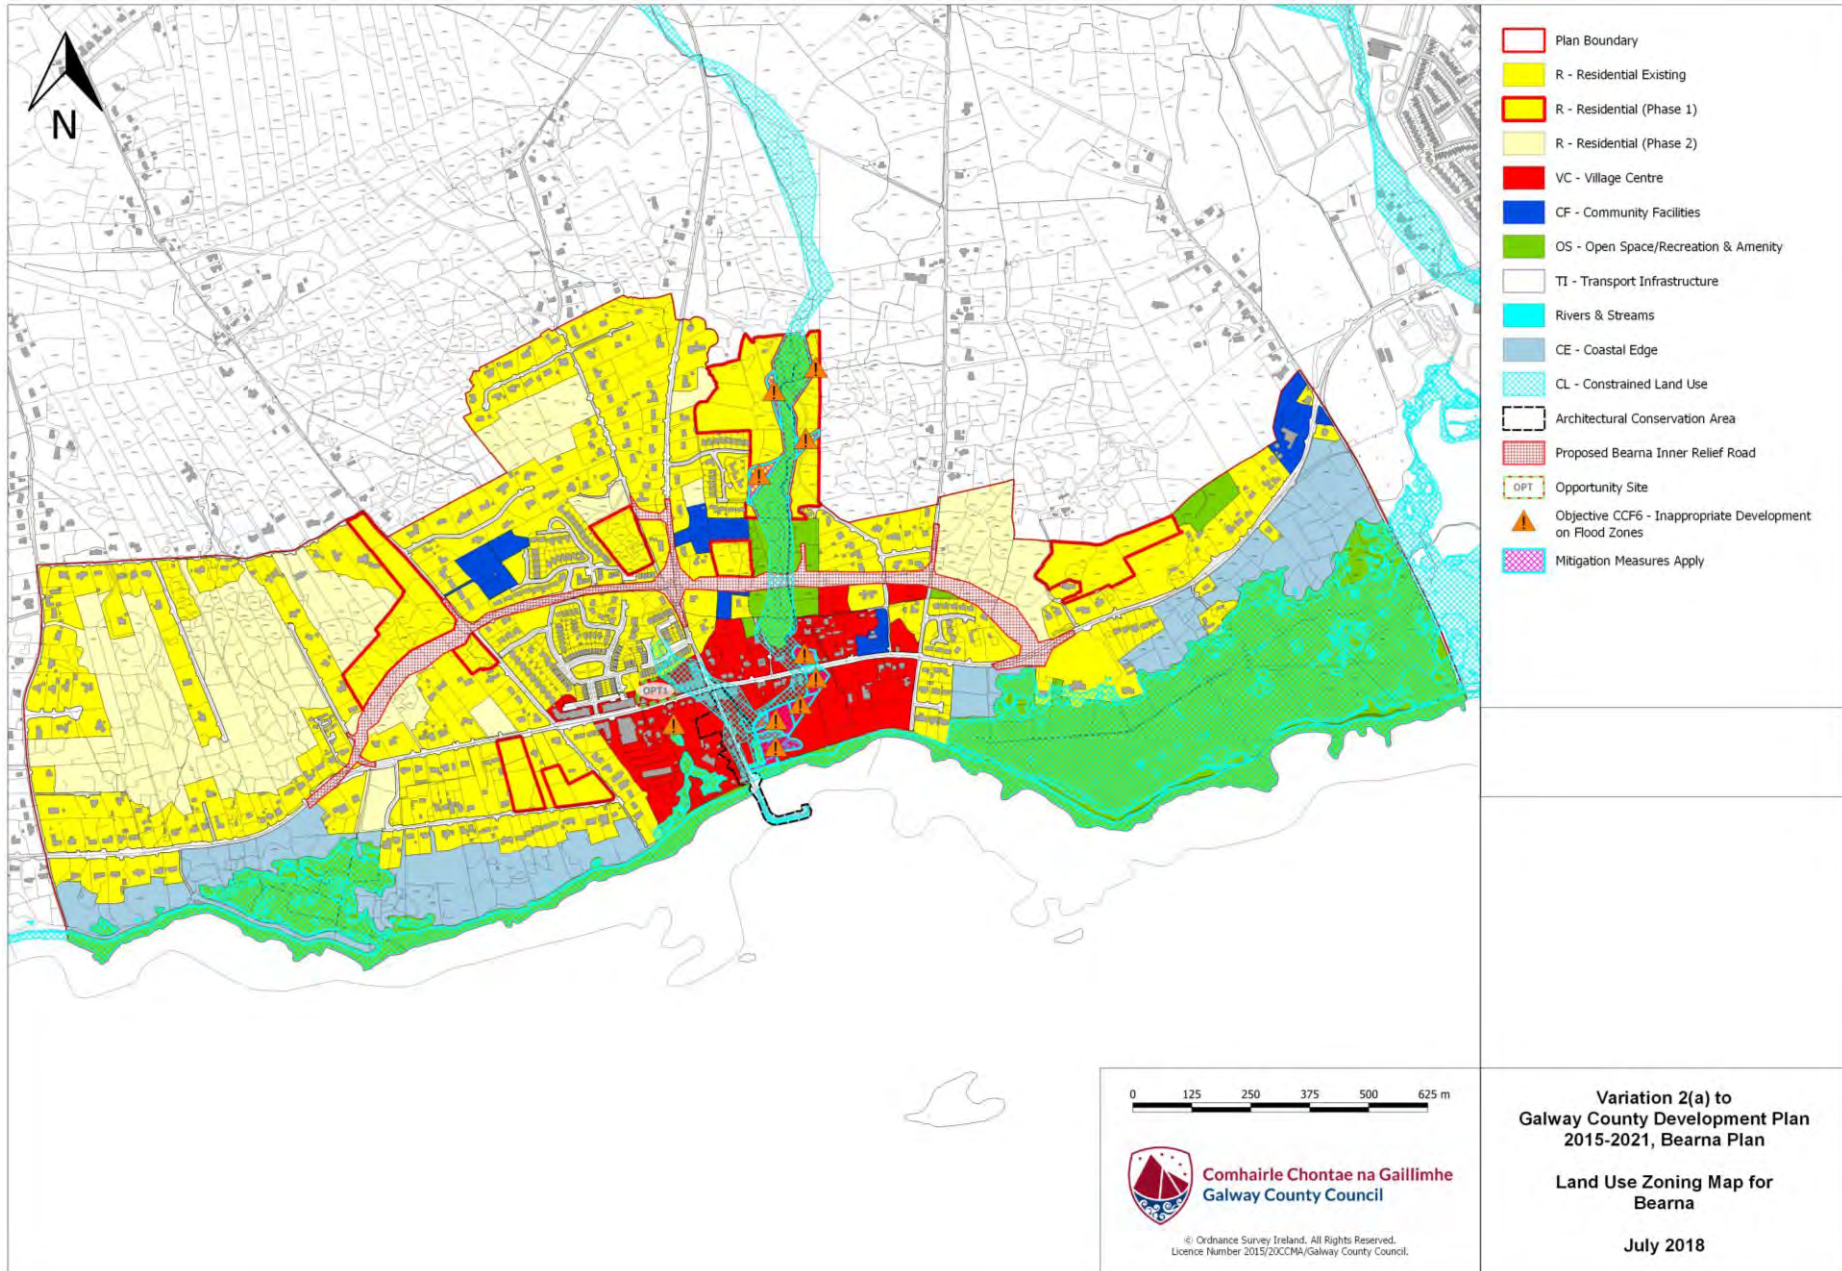 N
Plan Boundary
R - Residential Existing
R - Residential (Phase 1)
R - Residential (Phase 2)
VC - Village Centre
CF - Community Facilities
OS - Open Space/Recreation & Amenity
TI - Transport Infrastructure
Rivers & Streams
CE - Coastal Edge
CL - Constrained Land Use
Architectural Conservation Area
Proposed Bearna Inner Relief Road
OPT
Opportunity Site
Objective CCF6 - Inappropriate Development
on Flood Zones
Mitigation Measures Apply
OPT1
0 125 250 375 500 625 m
Comhairle Chontae na Gaillimhe
Galway County Council
© Ordnance Survey Ireland. All Rights Reserved.
Licence Number 2015/20CCMA/Galway County Council.
Variation 2(a) to
Galway County Development Plan
2015-2021, Bearna Plan
Land Use Zoning Map for
Bearna
July 2018